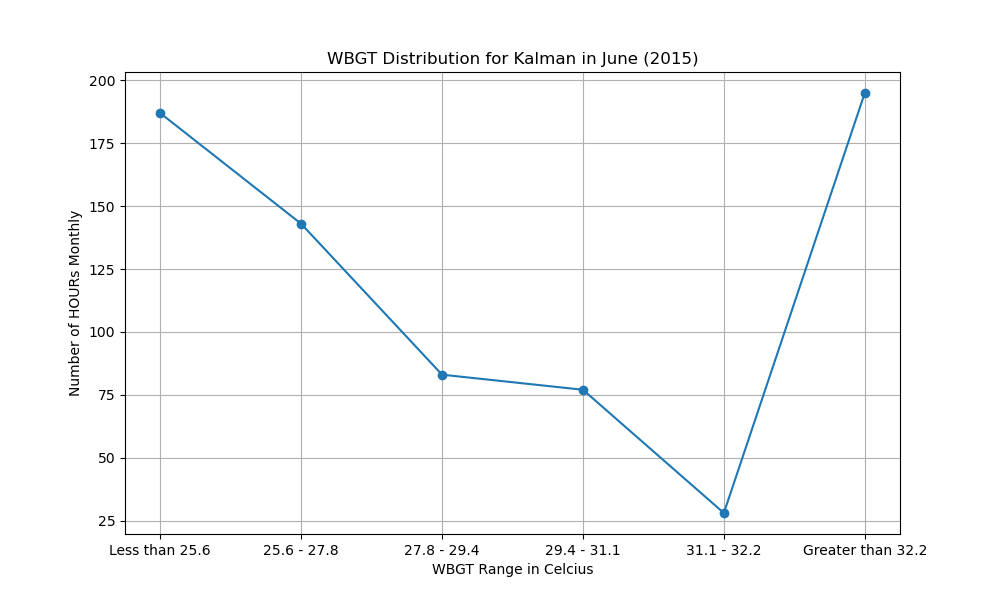 WBGT Distribution for Kalman in June (2015)
Number of HOURs Monthly
200
175
150
125
100
75
50
25
Less than 25.6
25.6 - 27.8
27.8 - 29.4
29.4 - 31.1
31.1 - 32.2
Greater than 32.2
WBGT Range in Celcius